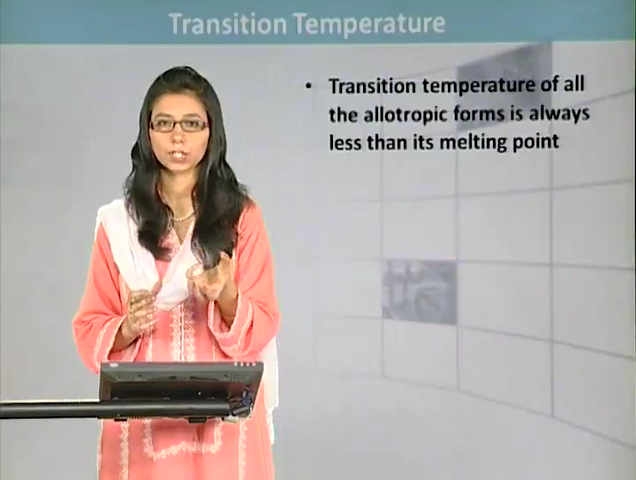 Transition Temperature
• Transition temperature of all
the allotropic forms is always
less than its melting point